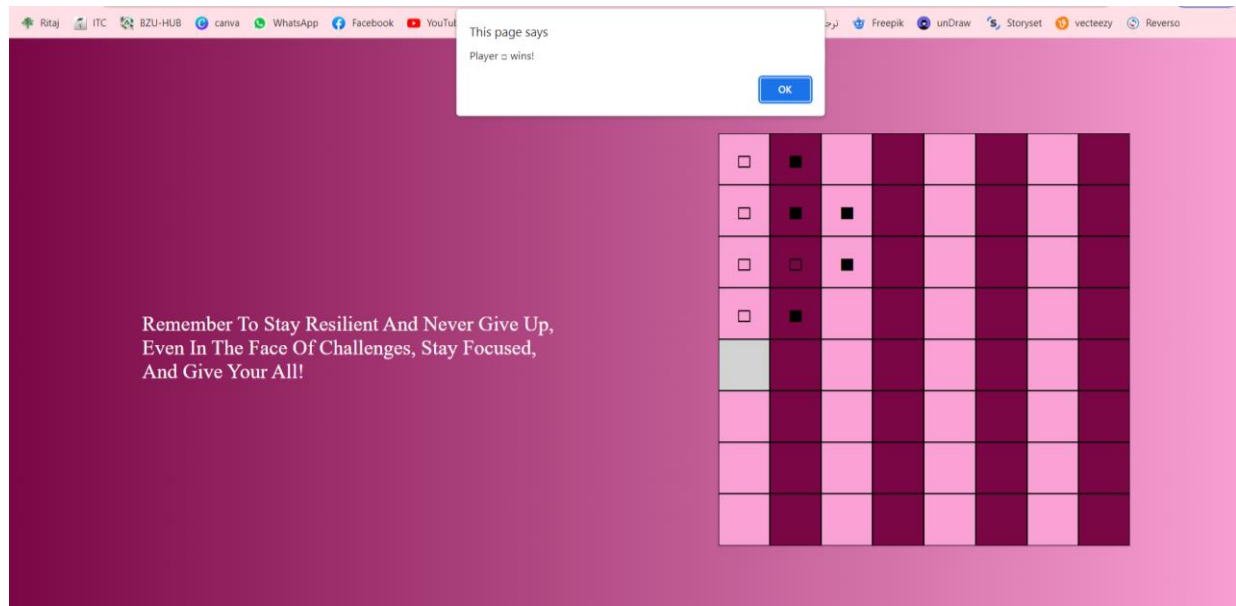 Ritaj ITC BZU-HUB canva WhatsApp Facebook YouTu ترجـ Freepik unDraw Storyset vecteezy Reverso
This page says
Player □ wins!
OK
□ ■
□ ■ ■
□ □ ■
□ ■
Remember To Stay Resilient And Never Give Up,
Even In The Face Of Challenges, Stay Focused,
And Give Your All!